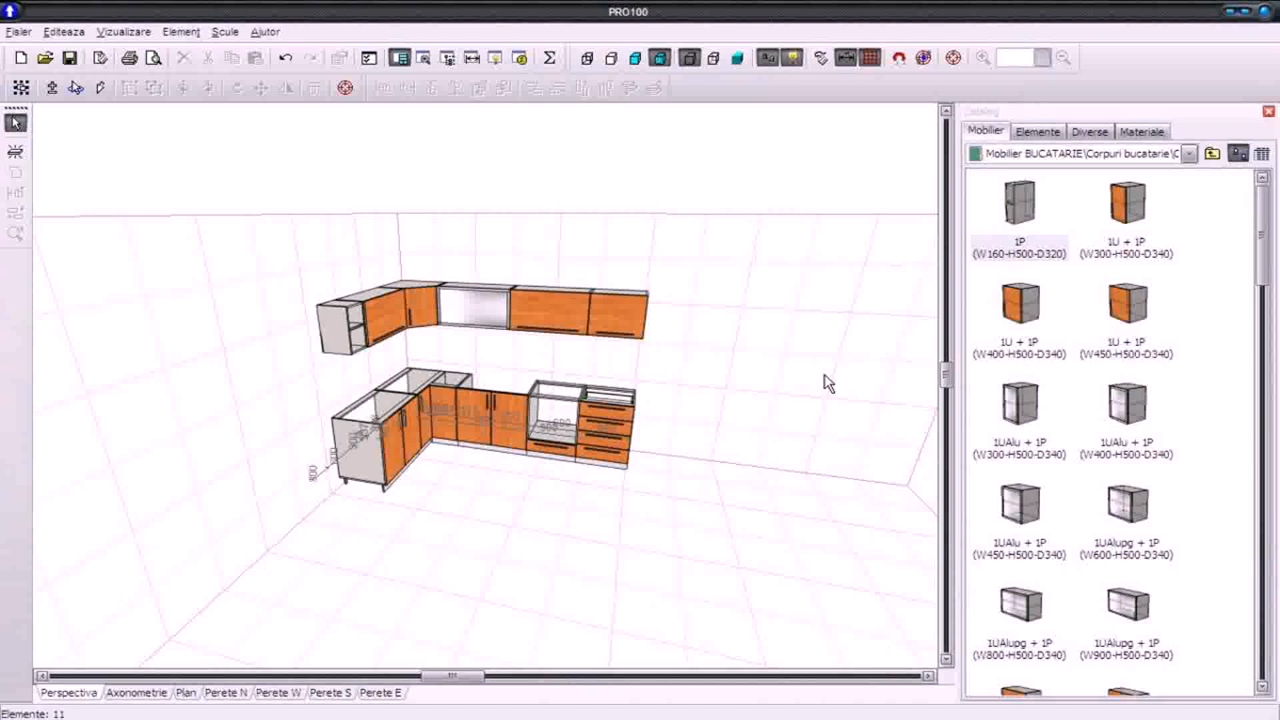 PRO100
Fisier Editeaza Vizualizare Element Scule Ajutor
Mobilier Elemente Diverse Materiale
Mobilier BUCATARIE\Corpuri bucatarie\C
1P
(W160-H500-D320)
1U + 1P
(W300-H500-D340)
1U + 1P
(W400-H500-D340)
1U + 1P
(W450-H500-D340)
1UAlu + 1P
(W300-H500-D340)
1UAlu + 1P
(W400-H500-D340)
1UAlu + 1P
(W450-H500-D340)
1UAlupg + 1P
(W600-H500-D340)
1UAlupg + 1P
(W800-H500-D340)
1UAlupg + 1P
(W900-H500-D340)
Perspectiva Axonometrie Plan Perete N Perete W Perete S Perete E
Elemente: 11